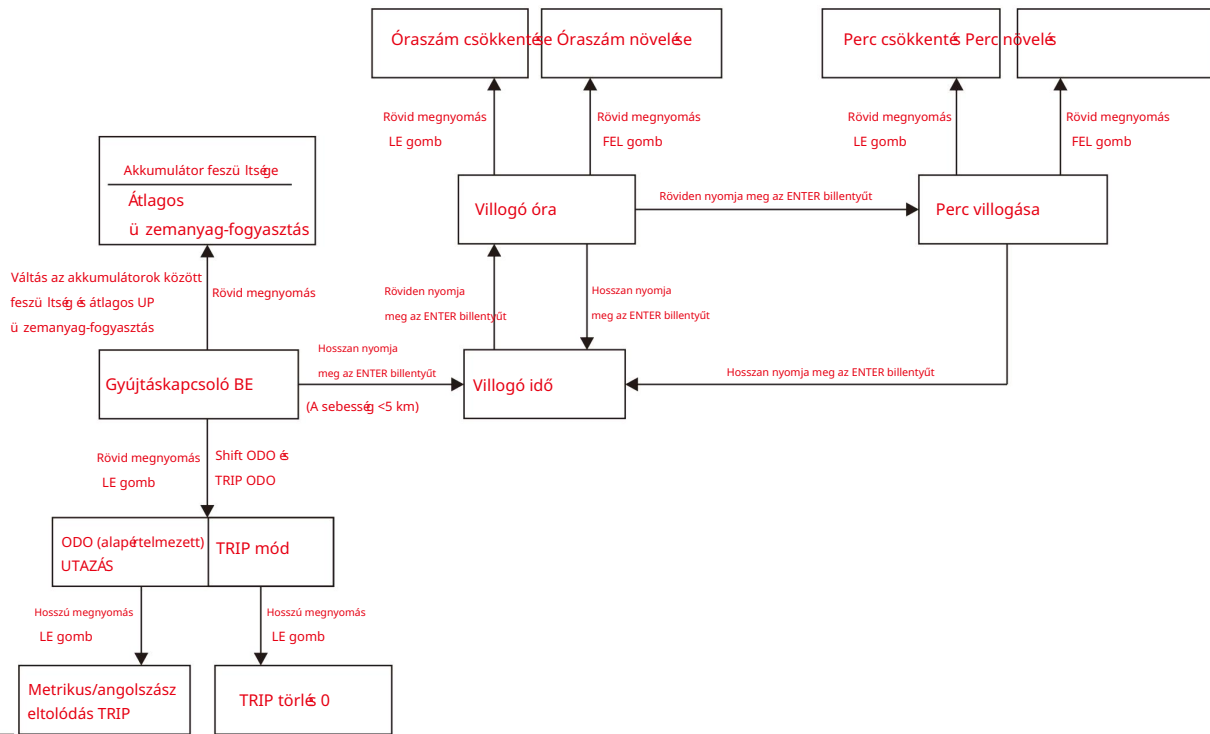 Óraszám csökkentése Óraszám növelése
Perc csökkentés Perc növelés
Rövid megnyomás
LE gomb
Rövid megnyomás
FEL gomb
Rövid megnyomás
LE gomb
Rövid megnyomás
FEL gomb
Akkumulátor feszü ltsége
Átlagos
ü zemanyag-fogyasztás
Villogó óra
Röviden nyomja meg az ENTER billentyűt
Perc villogása
Váltás az akkumulátorok között
feszü ltség és átlagos UP
ü zemanyag-fogyasztás
Rövid megnyomás
Röviden nyomja
meg az ENTER billentyűt
Hosszan nyomja
meg az ENTER billentyűt
Gyújtáskapcsoló BE
Hosszan nyomja
meg az ENTER billentyűt
(A sebesség <5 km)
Villogó idő
Hosszan nyomja meg az ENTER billentyűt
Rövid megnyomás
LE gomb
Shift ODO és
TRIP ODO
ODO (alapértelmezett)
UTAZÁS
TRIP mód
Hosszú megnyomás
LE gomb
Hosszú megnyomás
LE gomb
Metrikus/angolszász
eltolódás TRIP
TRIP törlés 0